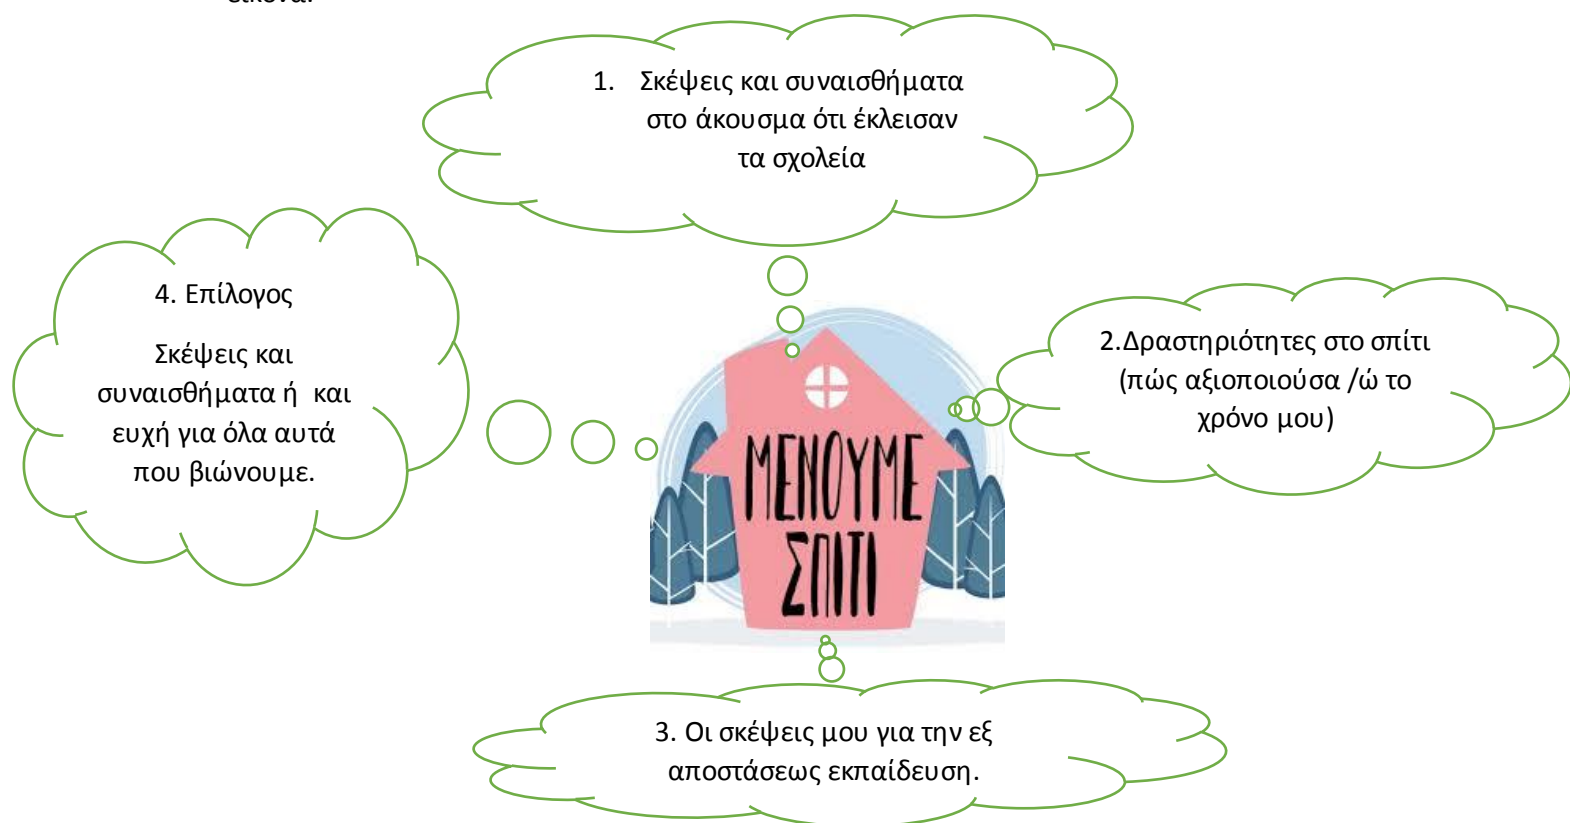 εικόνα.
1. Σκέψεις και συναισθήματα
στο άκουσμα ότι έκλεισαν
τα σχολεία
4. Επίλογος
Σκέψεις και
συναισθήματα ή και
ευχή για όλα αυτά
που βιώνουμε.
2.Δραστηριότητες στο σπίτι
(πώς αξιοποιούσα /ώ το
χρόνο μου)
ΜΕΝΟΥΜΕ
ΣΠΙΤΙ
3. Οι σκέψεις μου για την εξ
αποστάσεως εκπαίδευση.